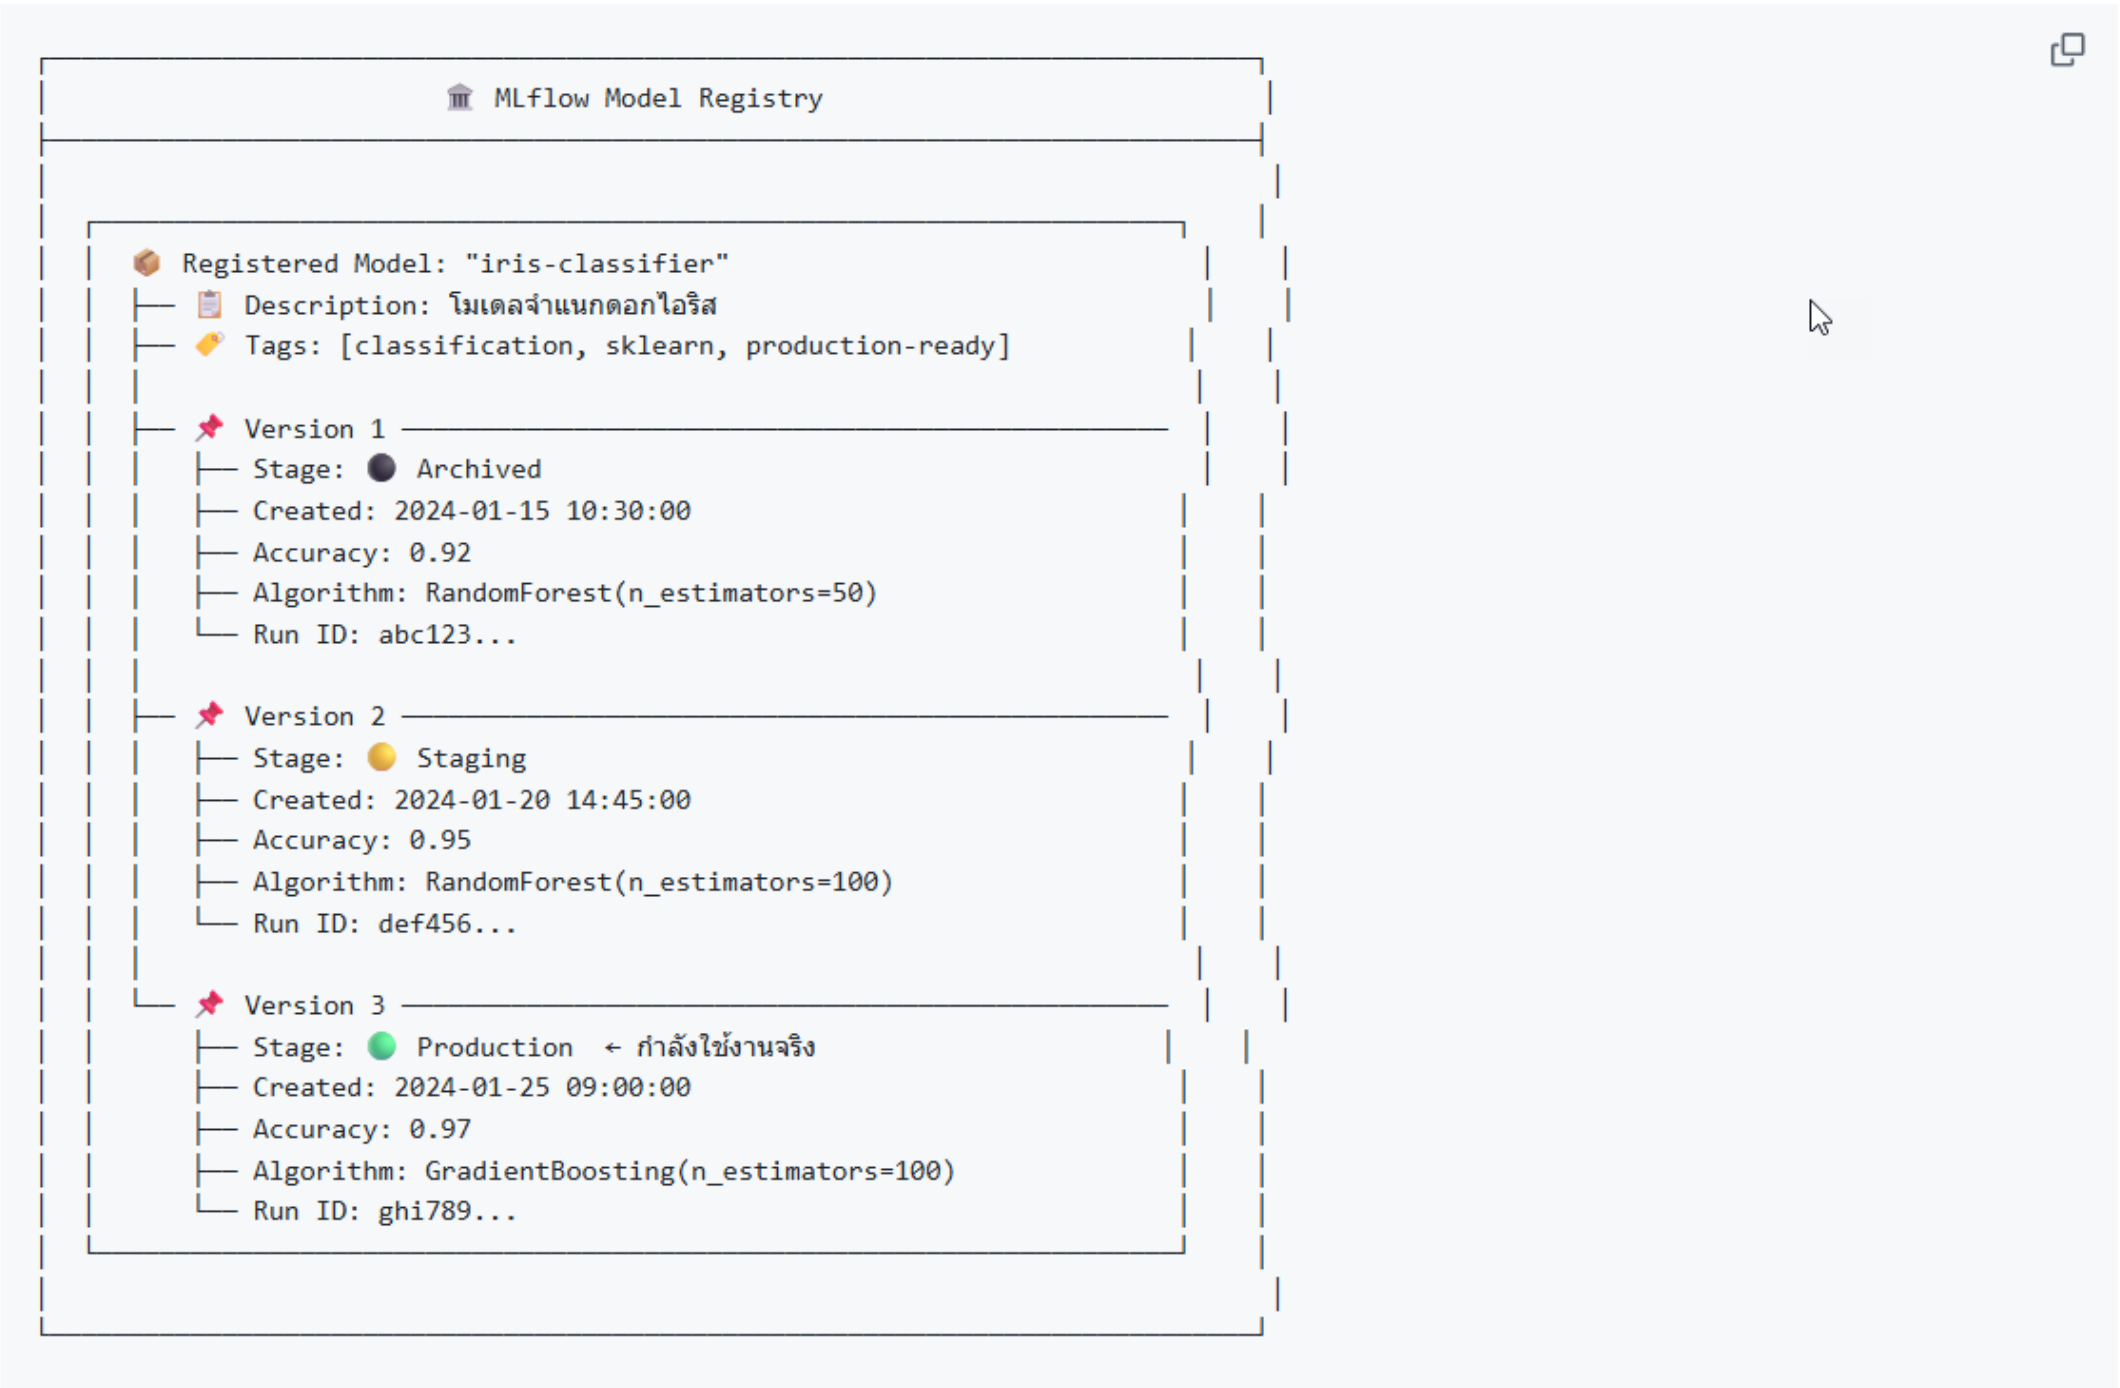 🏛️ MLflow Model Registry
📦 Registered Model: "iris-classifier"
├── 📋 Description: โมเดลจำแนกดอกไอริส
├── 🏷️ Tags: [classification, sklearn, production-ready]
├── 📌 Version 1 ─────────────────────────────────────────────────
├── Stage: ⚫ Archived
├── Created: 2024-01-15 10:30:00
├── Accuracy: 0.92
├── Algorithm: RandomForest(n_estimators=50)
└── Run ID: abc123...
├── 📌 Version 2 ─────────────────────────────────────────────────
├── Stage: 🟡 Staging
├── Created: 2024-01-20 14:45:00
├── Accuracy: 0.95
├── Algorithm: RandomForest(n_estimators=100)
└── Run ID: def456...
└── 📌 Version 3 ─────────────────────────────────────────────────
├── Stage: 🟢 Production ← กำลังใช้งานจริง
├── Created: 2024-01-25 09:00:00
├── Accuracy: 0.97
├── Algorithm: GradientBoosting(n_estimators=100)
└── Run ID: ghi789...